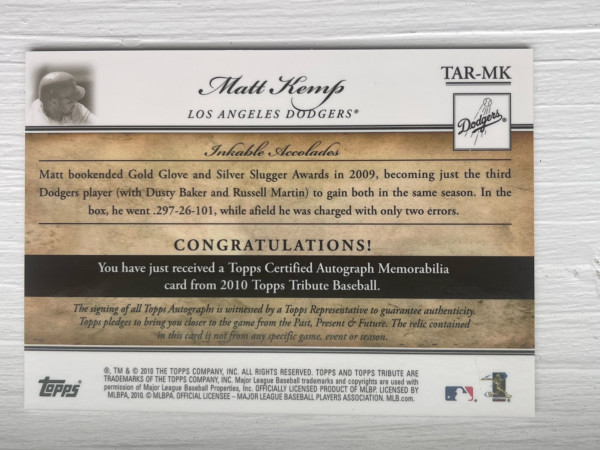 Matt Kemp
TAR-MK
LOS ANGELES DODGERS®
Dodgers
Inkable Accolades
Matt bookended Gold Glove and Silver Slugger Awards in 2009, becoming just the third
Dodgers player (with Dusty Baker and Russell Martin) to gain both in the same season. In the
box, he went .297-26-101, while afield he was charged with only two errors.
CONGRATULATIONS!
You have just received a Topps Certified Autograph Memorabilia
card from 2010 Topps Tribute Baseball.
The signing of all Topps Autographs is witnessed by a Topps Representative to guarantee authenticity.
Topps pledges to bring you closer to the game from the Past, Present & Future. The relic contained
in this card is not from any specific game, event or season.
®, TM & © 2010 THE TOPPS COMPANY, INC. ALL RIGHTS RESERVED. TOPPS AND TOPPS TRIBUTE ARE
TRADEMARKS OF THE TOPPS COMPANY, INC. Major League Baseball trademarks and copyrights are used with
permission of Major League Baseball Properties, Inc. OFFICIALLY LICENSED PRODUCT OF MLBP. LICENSED BY
MLBPA, 2010. © MLBPA. OFFICIAL LICENSEE – MAJOR LEAGUE BASEBALL PLAYERS ASSOCIATION. MLB.com.
Topps